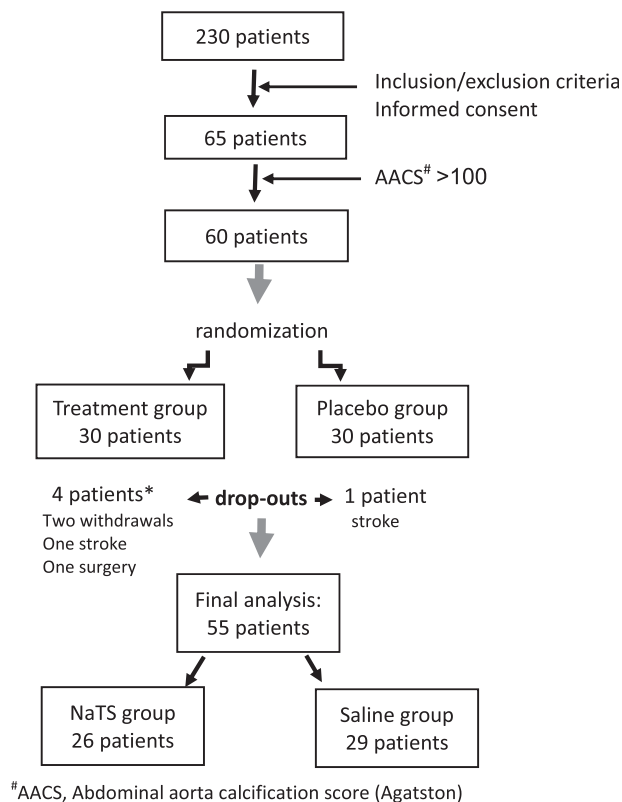 230 patients
Inclusion/exclusion criteria
Informed consent
65 patients
AACS# >100
60 patients
randomization
Treatment group
30 patients
Placebo group
30 patients
4 patients*
Two withdrawals
One stroke
One surgery
drop-outs
1 patient
stroke
Final analysis:
55 patients
NaTS group
26 patients
Saline group
29 patients
#AACS, Abdominal aorta calcification score (Agatston)